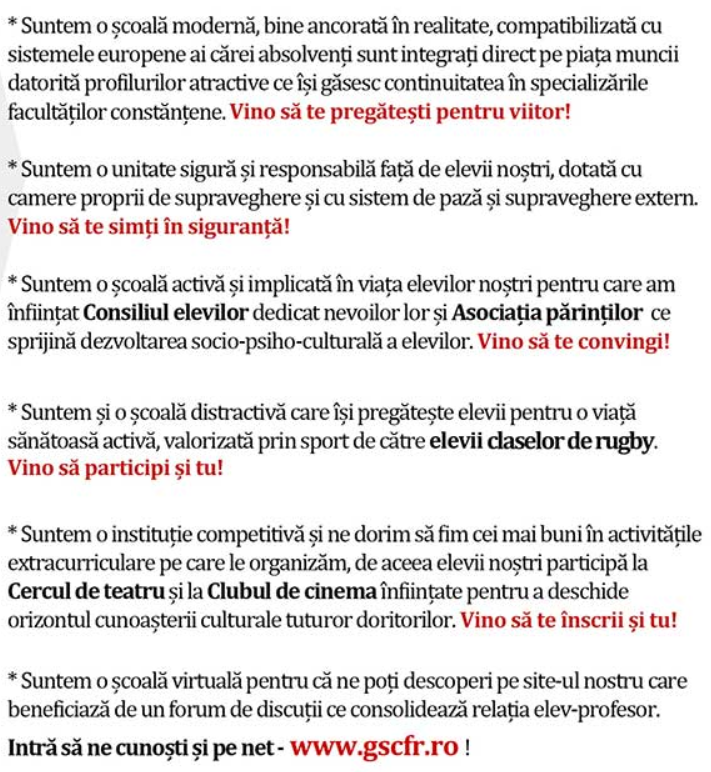 * Suntem o școală modernă, bine ancorată în realitate, compatibilizată cu
sistemele europene ai cărei absolvenți sunt integrați direct pe piața muncii
datorită profilurilor atractive ce își găsesc continuitatea în specializările
facultăților constănțene. Vino să te pregătești pentru viitor!
* Suntem o unitate sigură și responsabilă față de elevii noștri, dotată cu
camere proprii de supraveghere și cu sistem de pază și supraveghere extern.
Vino să te simți în siguranță!
* Suntem o școală activă și implicată în viața elevilor noștri pentru care am
înființat Consiliul elevilor dedicat nevoilor lor și Asociația părinților ce
sprijină dezvoltarea socio-psiho-culturală a elevilor. Vino să te convingi!
* Suntem și o școală distractivă care își pregătește elevii pentru o viață
sănătoasă activă, valorizată prin sport de către elevii claselor de rugby.
Vino să participi și tu!
* Suntem o instituție competitivă și ne dorim să fim cei mai buni în activitățile
extracurriculare pe care le organizăm, de aceea elevii noștri participă la
Cercul de teatru și la Clubul de cinema înființate pentru a deschide
orizontul cunoașterii culturale tuturor doritorilor. Vino să te înscrii și tu!
* Suntem o școală virtuală pentru că ne poți descoperi pe site-ul nostru care
beneficiază de un forum de discuții ce consolidează relația elev-profesor.
Intră să ne cunoști și pe net - www.gscfr.ro !